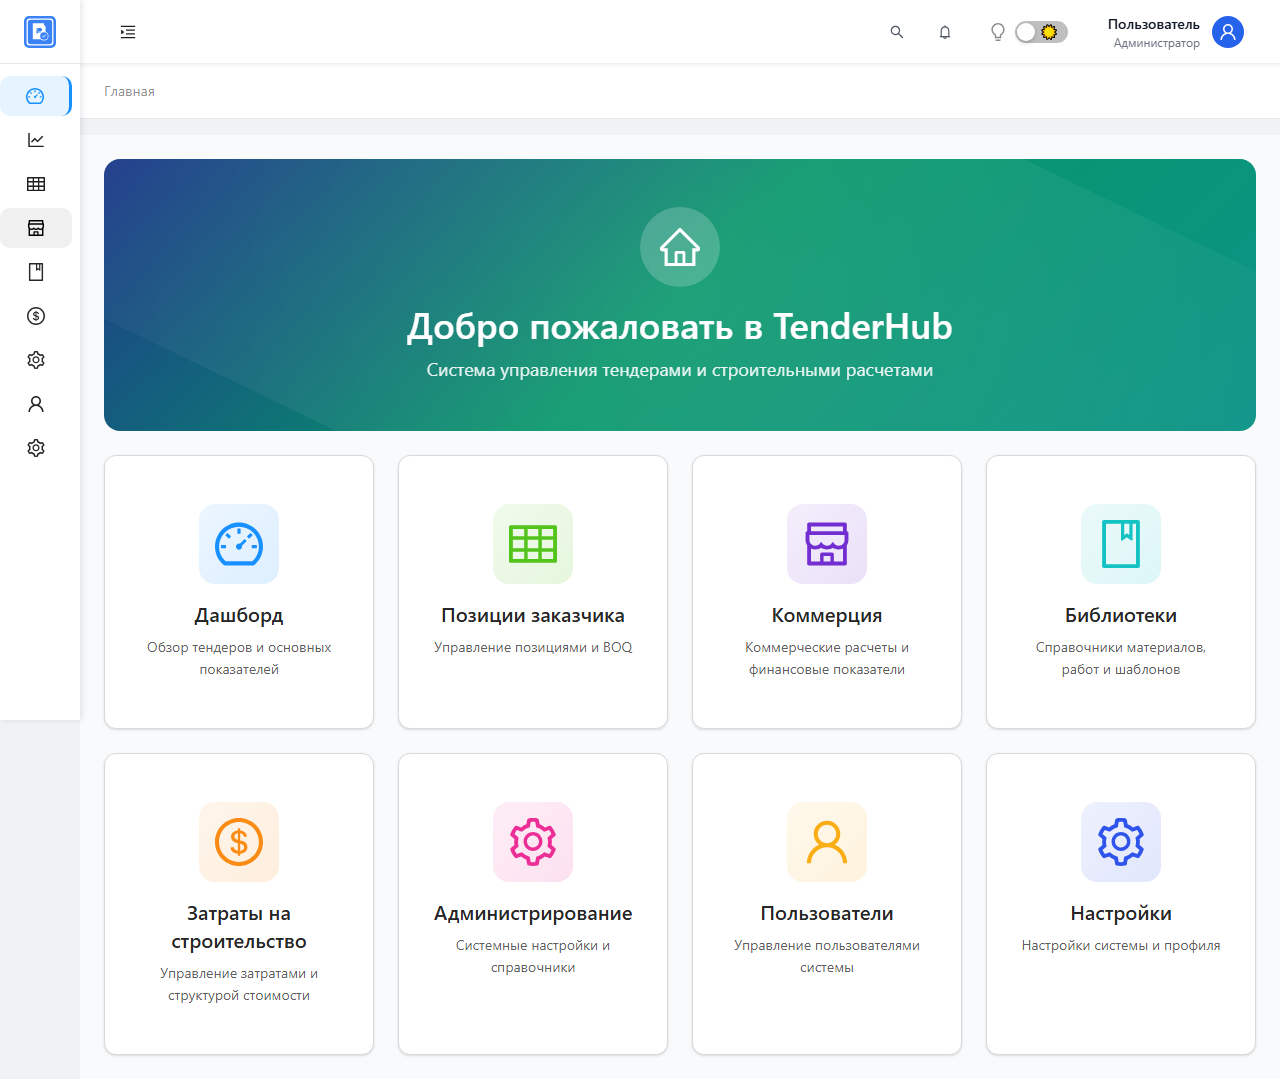 Пользователь
Администратор
Главная
Добро пожаловать в TenderHub
Система управления тендерами и строительными расчетами
Дашборд
Обзор тендеров и основных
показателей
Позиции заказчика
Управление позициями и BOQ
Коммерция
Коммерческие расчеты и
финансовые показатели
Библиотеки
Справочники материалов,
работ и шаблонов
Затраты на
строительство
Управление затратами и
структурой стоимости
Администрирование
Системные настройки и
справочники
Пользователи
Управление пользователями
системы
Настройки
Настройки системы и профиля